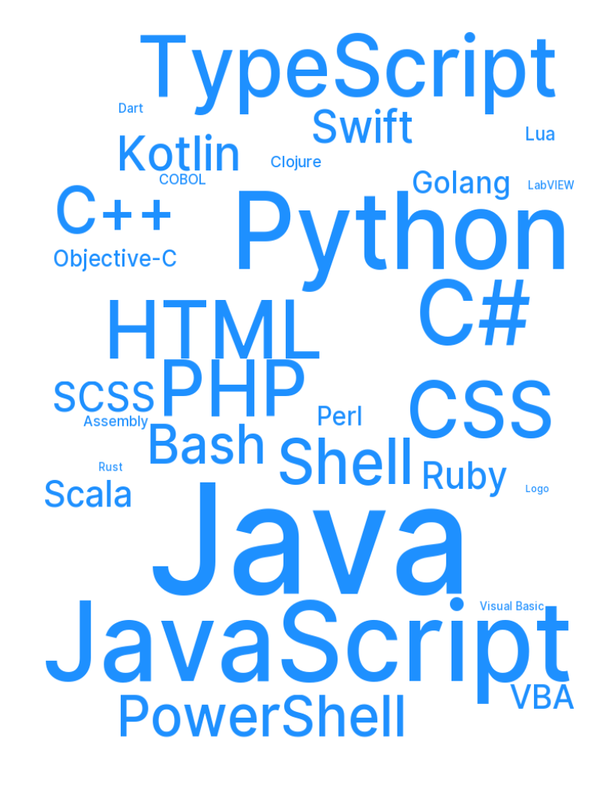 TypeScript
Dart
Swift
Lua
Kotlin
Clojure
COBOL
Golang
LabVIEW
C++
Python
Objective-C
C#
HTML
PHP
SCSS
CSS
Assembly
Perl
Bash
Shell
Rust
Ruby
Scala
Logo
Java
Visual Basic
JavaScript
VBA
PowerShell